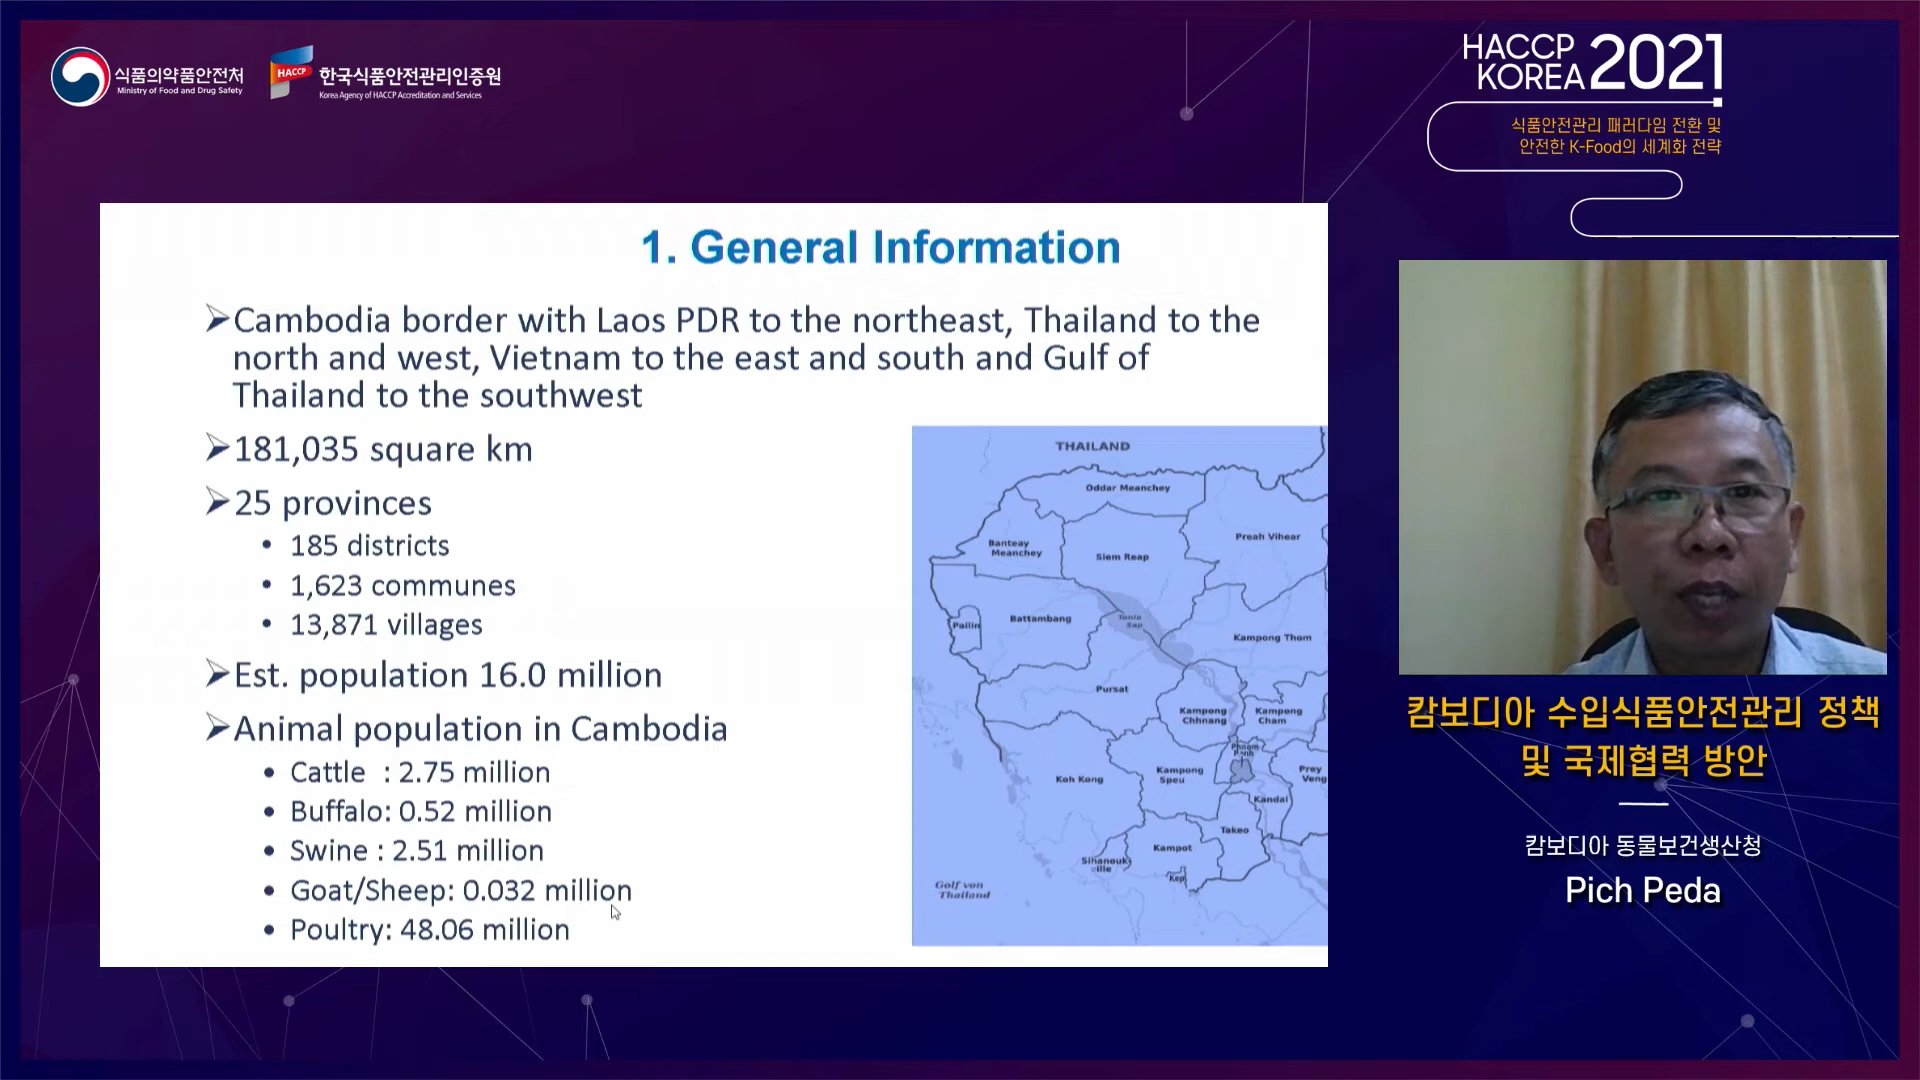 식품의약품안전처
Ministry of Food and Drug Safety
HACCP
한국식품안전관리인증원
Korea Agency of HACCP Accreditation and Services
HACCP
KOREA 2021
식품안전관리 패러다임 전환 및
안전한 K-Food의 세계화 전략
1. General Information
➢Cambodia border with Laos PDR to the northeast, Thailand to the
north and west, Vietnam to the east and south and Gulf of
Thailand to the southwest
➢181,035 square km
➢25 provinces
• 185 districts
• 1,623 communes
• 13,871 villages
➢Est. population 16.0 million
➢Animal population in Cambodia
• Cattle : 2.75 million
• Buffalo: 0.52 million
• Swine : 2.51 million
• Goat/Sheep: 0.032 million
• Poultry: 48.06 million
THAILAND
Oddar Meanchey
Banteay
Meanchey
Siem Reap
Preah Vihear
Pailin
Battambang
Tonle
Sap
Kampong Thom
Pursat
Kampong
Chhnang
Kampong
Cham
Phnom
Penh
Koh Kong
Kampong
Speu
Prey
Veng
Kandal
Takeo
Kampot
Sihanouk
ville
Kep
Golf von
Thailand
캄보디아 수입식품안전관리 정책
및 국제협력 방안
캄보디아 동물보건생산청
Pich Peda